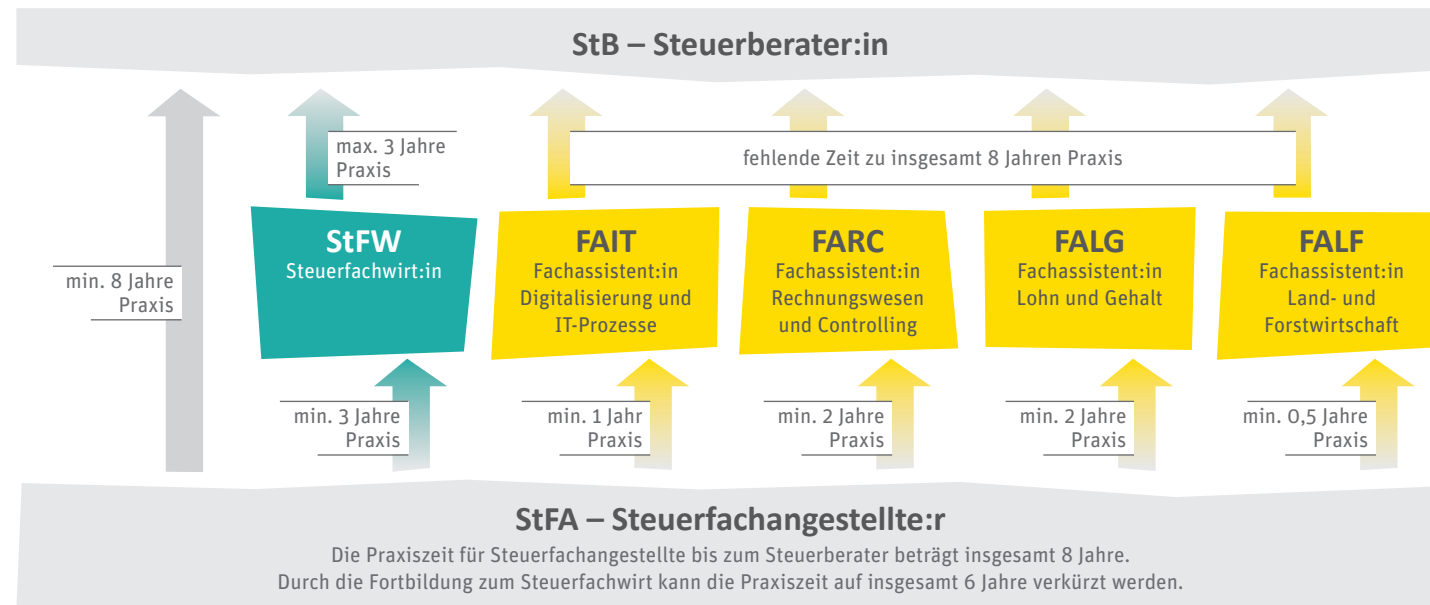 StB – Steuerberater:in
max. 3 Jahre
Praxis
fehlende Zeit zu insgesamt 8 Jahren Praxis
min. 8 Jahre
Praxis
StFW
Steuerfachwirt:in
FAIT
Fachassistent:in
Digitalisierung und
IT-Prozesse
FARC
Fachassistent:in
Rechnungswesen
und Controlling
FALG
Fachassistent:in
Lohn und Gehalt
FALF
Fachassistent:in
Land- und
Forstwirtschaft
min. 3 Jahre
Praxis
min. 1 Jahr
Praxis
min. 2 Jahre
Praxis
min. 2 Jahre
Praxis
min. 0,5 Jahre
Praxis
StFA – Steuerfachangestellte:r
Die Praxiszeit für Steuerfachangestellte bis zum Steuerberater beträgt insgesamt 8 Jahre.
Durch die Fortbildung zum Steuerfachwirt kann die Praxiszeit auf insgesamt 6 Jahre verkürzt werden.